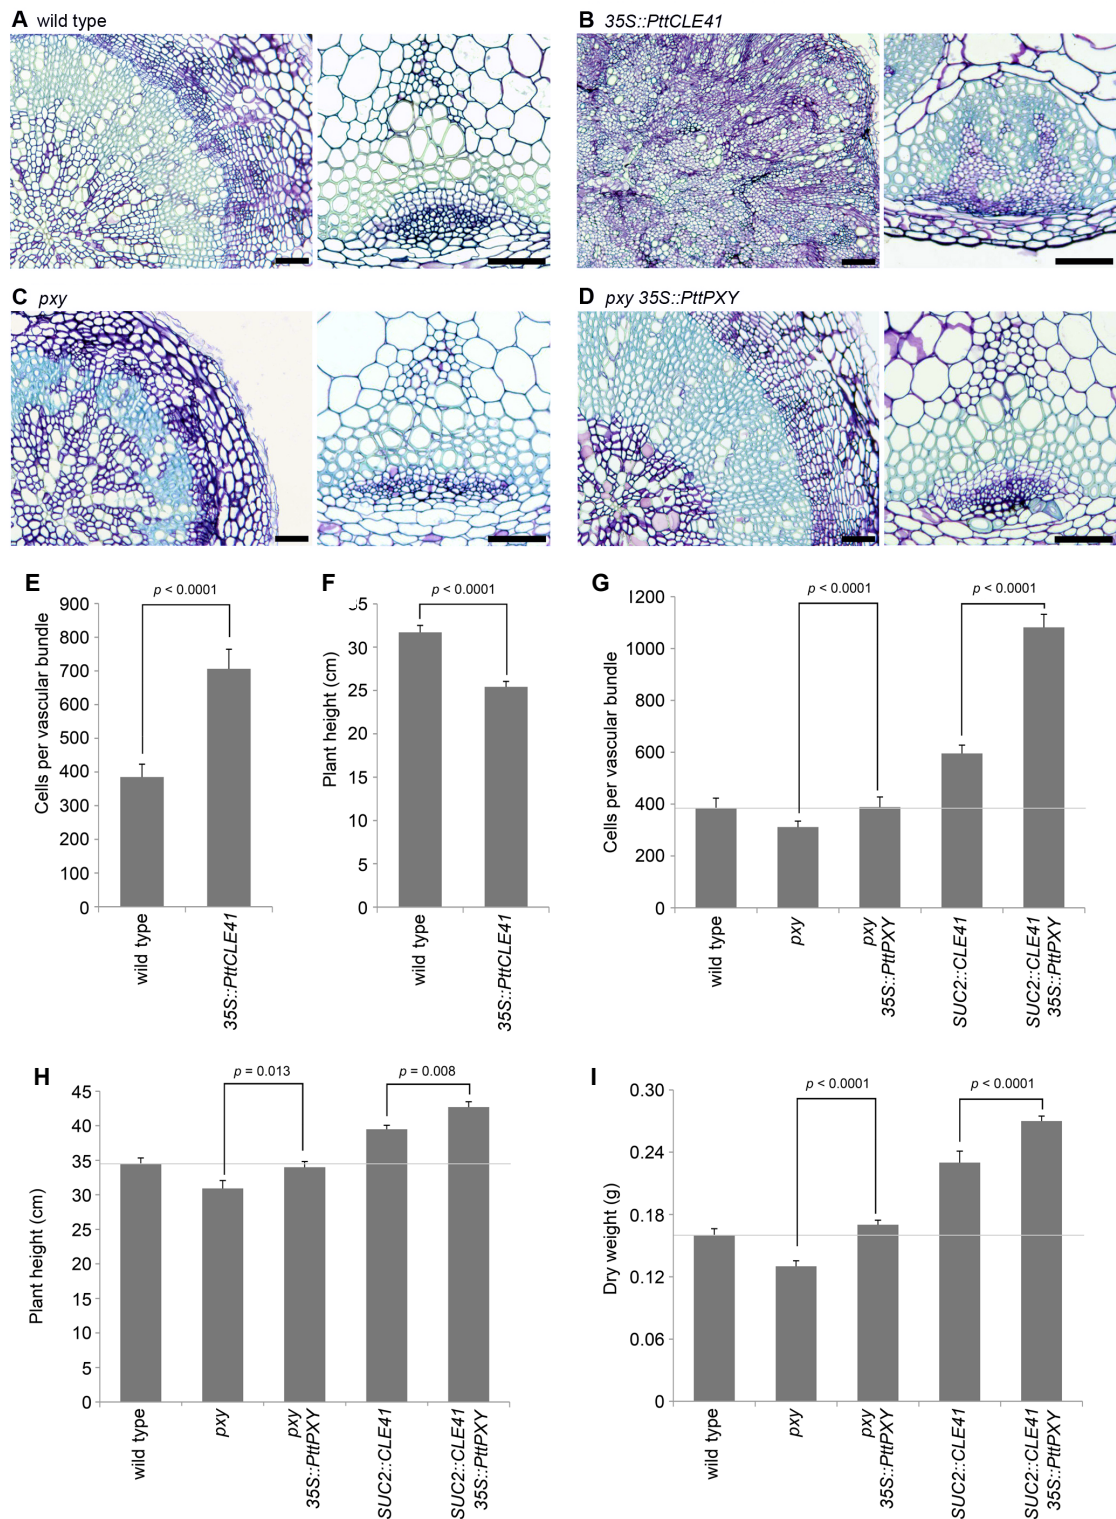 A wild type
B 35S::PttCLE41
C pxy
D pxy 35S::PttPXY
E
p < 0.0001
Cells per vascular bundle
900
800
700
600
500
400
300
200
100
0
wild type
35S::PttCLE41
F
p < 0.0001
Plant height (cm)
30
25
20
15
10
5
0
wild type
35S::PttCLE41
G
p < 0.0001
p < 0.0001
Cells per vascular bundle
1200
1000
800
600
400
200
0
wild type
pxy
pxy
35S::PttPXY
SUC2::CLE41
SUC2::CLE41
35S::PttPXY
H
p = 0.013
p = 0.008
Plant height (cm)
45
40
35
30
25
20
15
10
5
0
wild type
pxy
pxy
35S::PttPXY
SUC2::CLE41
SUC2::CLE41
35S::PttPXY
I
p < 0.0001
p < 0.0001
Dry weight (g)
0.30
0.24
0.18
0.12
0.06
0
wild type
pxy
pxy
35S::PttPXY
SUC2::CLE41
SUC2::CLE41
35S::PttPXY